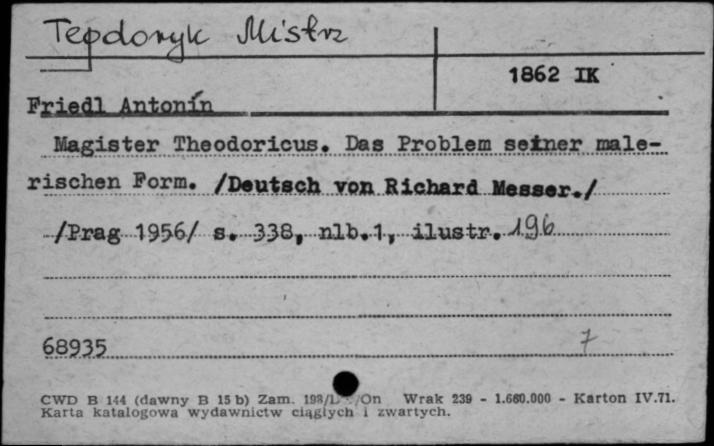 Teodoryk Mistrz
1862 IK
Friedl Antonín
Magister Theodoricus. Das Problem seiner male-
rischen Form. /Deutsch von Richard Messer./
/Prag 1956/ s. 338, nlb.1, ilustr. 196
68935 7
CWD B 144 (dawny B 15 b) Zam. /On Wrak 239 - 1.660.000 - Karton IV.71.
Karta katalogowa wydawnictw ciągłych i zwartych.